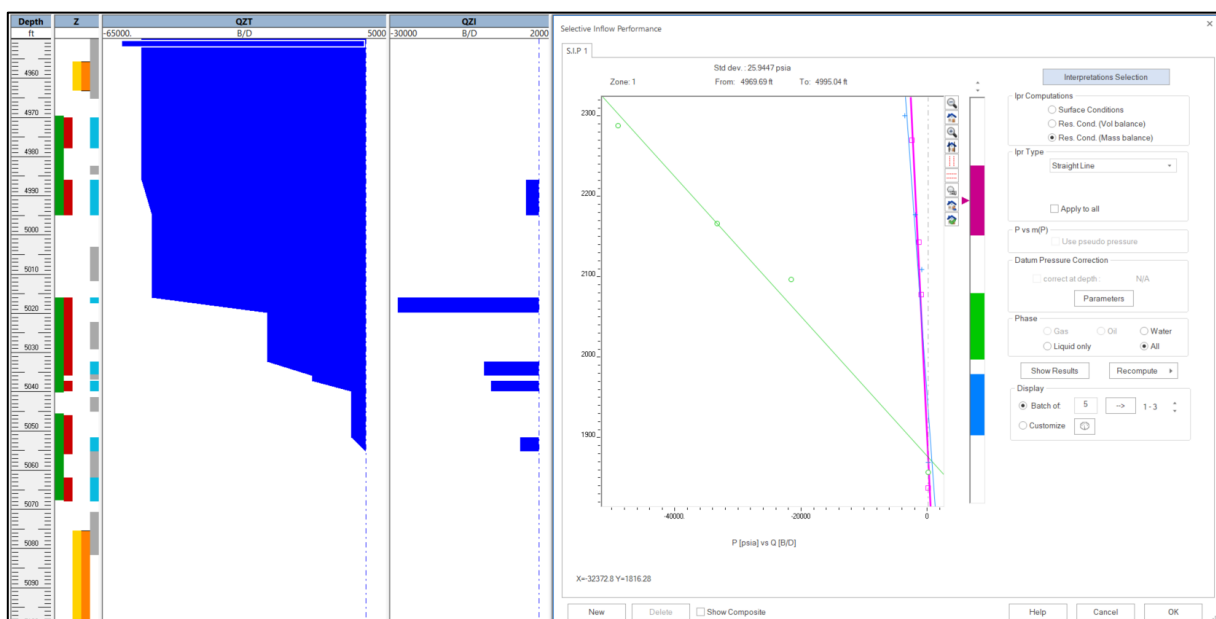 Depth Z QZT QZI
ft -65000. B/D 5000 -30000 B/D 2000
4960
4970
4980
4990
5000
5010
5020
5030
5040
5050
5060
5070
5080
5090
Selective Inflow Performance
S.I.P 1
Std dev. : 25.9447 psia
Zone: 1 From: 4969.69 ft To: 4995.04 ft
2300
2200
2100
2000
1900
-40000. -20000 0
P [psia] vs Q [B/D]
X=-32372.8 Y=1816.28
Interpretations Selection
Ipr Computations
Surface Conditions
Res. Cond. (Vol balance)
Res. Cond. (Mass balance)
Ipr Type
Straight Line
Apply to all
P vs m(P)
Use pseudo pressure
Datum Pressure Correction
correct at depth N/A
Parameters
Phase
Gas Oil Water
Liquid only All
Show Results Recompute
Display
Batch of: 5 --> 1 - 3
Customize
New Delete Show Composite Help Cancel OK